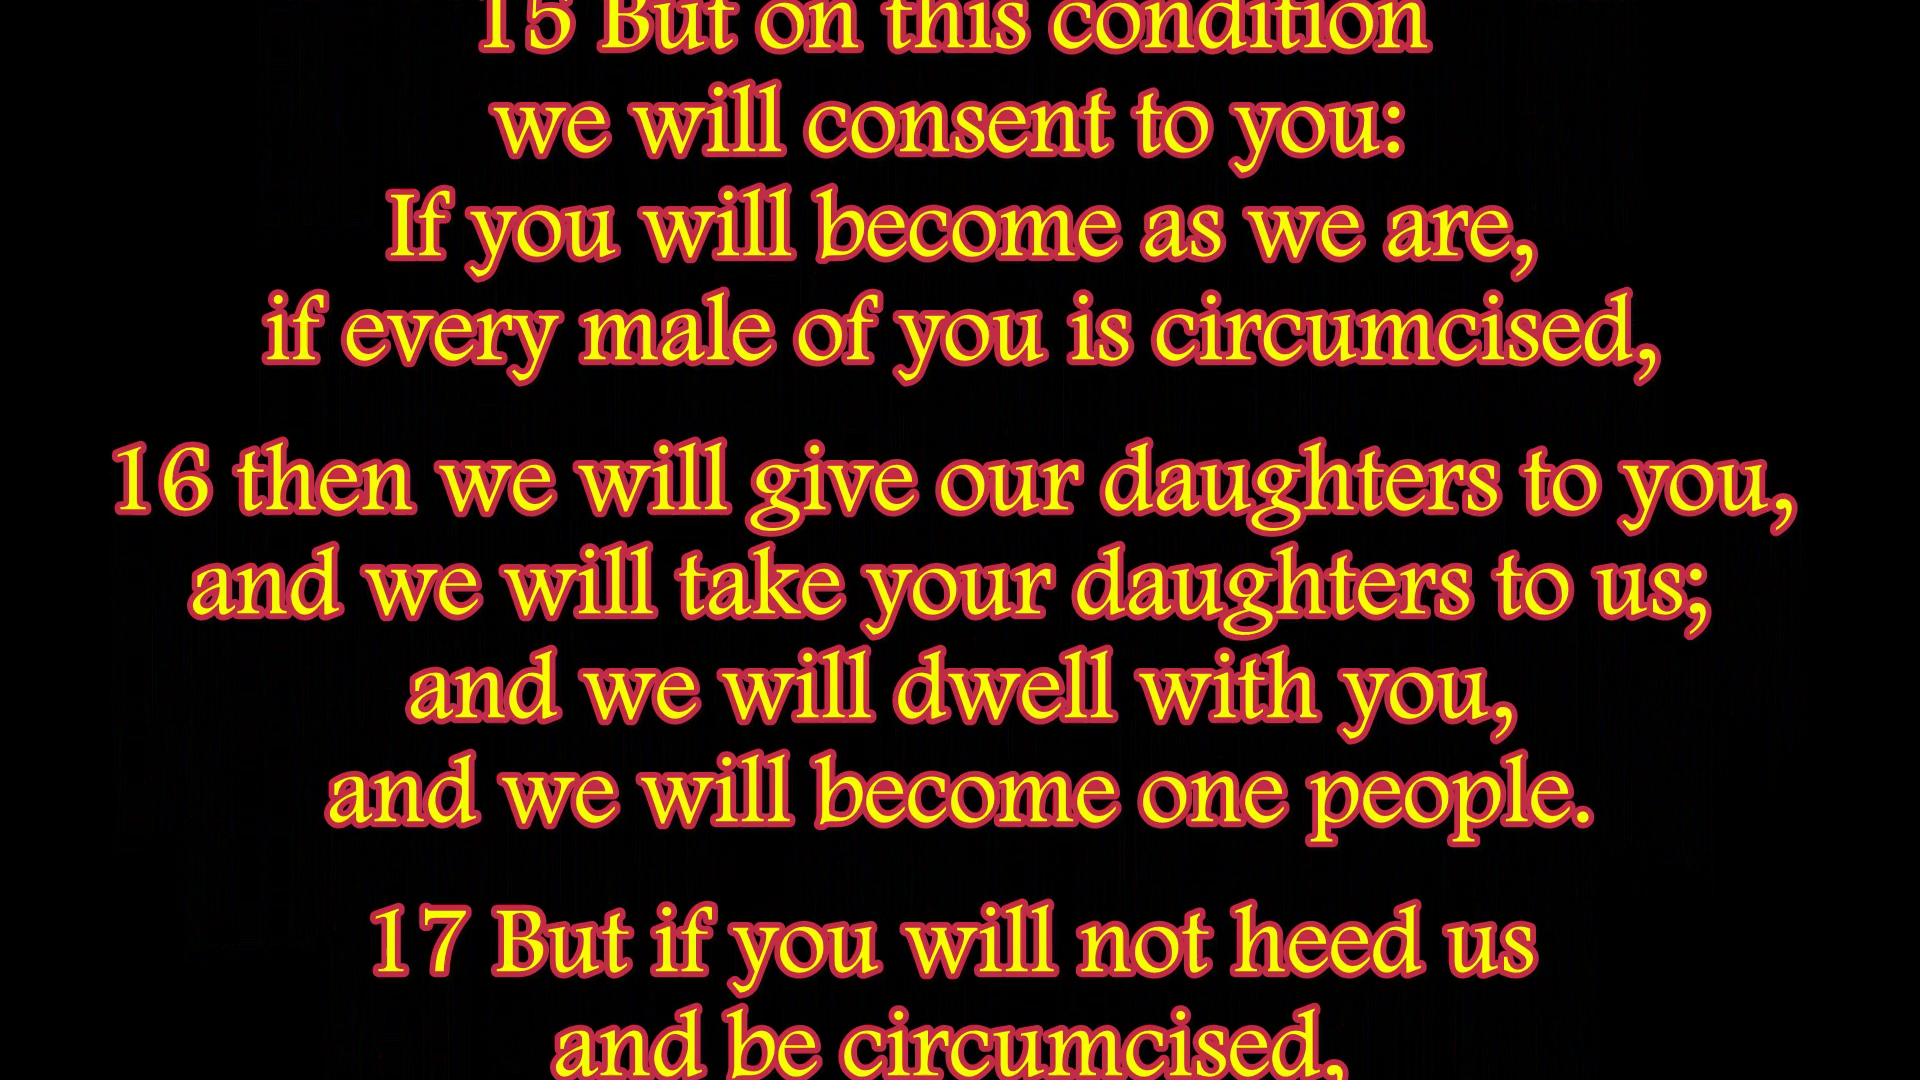 15 But on this condition
we will consent to you:
If you will become as we are,
if every male of you is circumcised,
16 then we will give our daughters to you,
and we will take your daughters to us;
and we will dwell with you,
and we will become one people.
17 But if you will not heed us
and be circumcised,